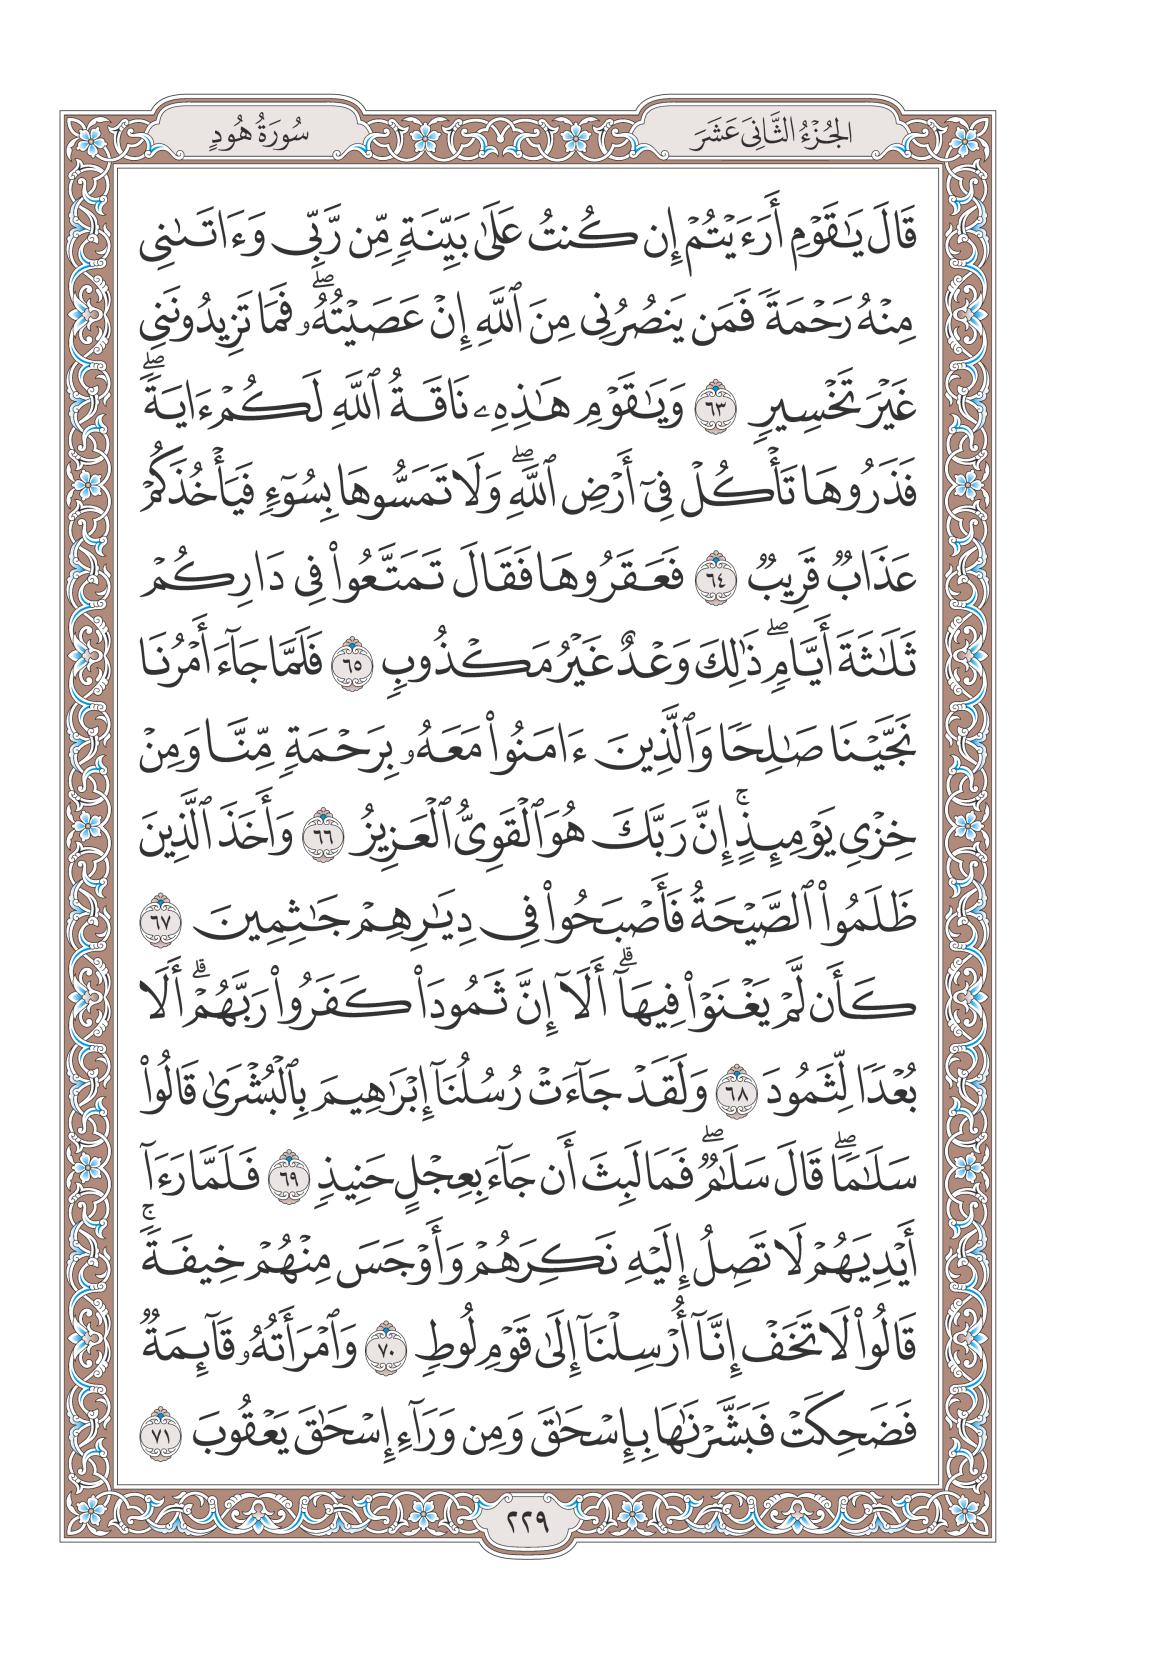 الجُزْءُ الثَّانِيَ عَشَرَ
سُورَةُ هُودٍ
قَالَ يَٰقَوْمِ أَرَءَيْتُمْ إِن كُنتُ عَلَىٰ بَيِّنَةٍ مِّن رَّبِّى وَءَاتَىٰنِى
مِنْهُ رَحْمَةً فَمَن يَنصُرُنِى مِنَ ٱللَّهِ إِنْ عَصَيْتُهُۥۖ فَمَا تَزِيدُونَنِى
غَيْرَ تَخْسِيرٍ ٦٣ وَيَٰقَوْمِ هَٰذِهِۦ نَاقَةُ ٱللَّهِ لَكُمْ ءَايَةًۖ
فَذَرُوهَا تَأْكُلْ فِىٓ أَرْضِ ٱللَّهِۖ وَلَا تَمَسُّوهَا بِسُوٓءٍ فَيَأْخُذَكُمْ
عَذَابٌ قَرِيبٌ ٦٤ فَعَقَرُوهَا فَقَالَ تَمَتَّعُوا۟ فِى دَارِكُمْ
ثَلَٰثَةَ أَيَّامٍۖ ذَٰلِكَ وَعْدٌ غَيْرُ مَكْذُوبٍ ٦٥ فَلَمَّا جَآءَ أَمْرُنَا
نَجَّيْنَا صَٰلِحًا وَٱلَّذِينَ ءَامَنُوا۟ مَعَهُۥ بِرَحْمَةٍ مِّنَّا وَمِنْ
خِزْىِ يَوْمِئِذٍۚ إِنَّ رَبَّكَ هُوَ ٱلْقَوِىُّ ٱلْعَزِيزُ ٦٦ وَأَخَذَ ٱلَّذِينَ
ظَلَمُوا۟ ٱلصَّيْحَةُ فَأَصْبَحُوا۟ فِى دِيَٰرِهِمْ جَٰثِمِينَ ٦٧
كَأَن لَّمْ يَغْنَوْا۟ فِيهَآۗ أَلَآ إِنَّ ثَمُودَا۟ كَفَرُوا۟ رَبَّهُمْۗ أَلَا
بُعْدًا لِّثَمُودَ ٦٨ وَلَقَدْ جَآءَتْ رُسُلُنَآ إِبْرَٰهِيمَ بِٱلْبُشْرَىٰ قَالُوا۟
سَلَٰمًاۖ قَالَ سَلَٰمٌۖ فَمَا لَبِثَ أَن جَآءَ بِعِجْلٍ حَنِيذٍ ٦٩ فَلَمَّا رَءَآ
أَيْدِيَهُمْ لَا تَصِلُ إِلَيْهِ نَكِرَهُمْ وَأَوْجَسَ مِنْهُمْ خِيفَةًۚ
قَالُوا۟ لَا تَخَفْ إِنَّآ أُرْسِلْنَآ إِلَىٰ قَوْمِ لُوطٍ ٧٠ وَٱمْرَأَتُهُۥ قَآئِمَةٌ
فَضَحِكَتْ فَبَشَّرْنَٰهَا بِإِسْحَٰقَ وَمِن وَرَآءِ إِسْحَٰقَ يَعْقُوبَ ٧١
٢٢٩